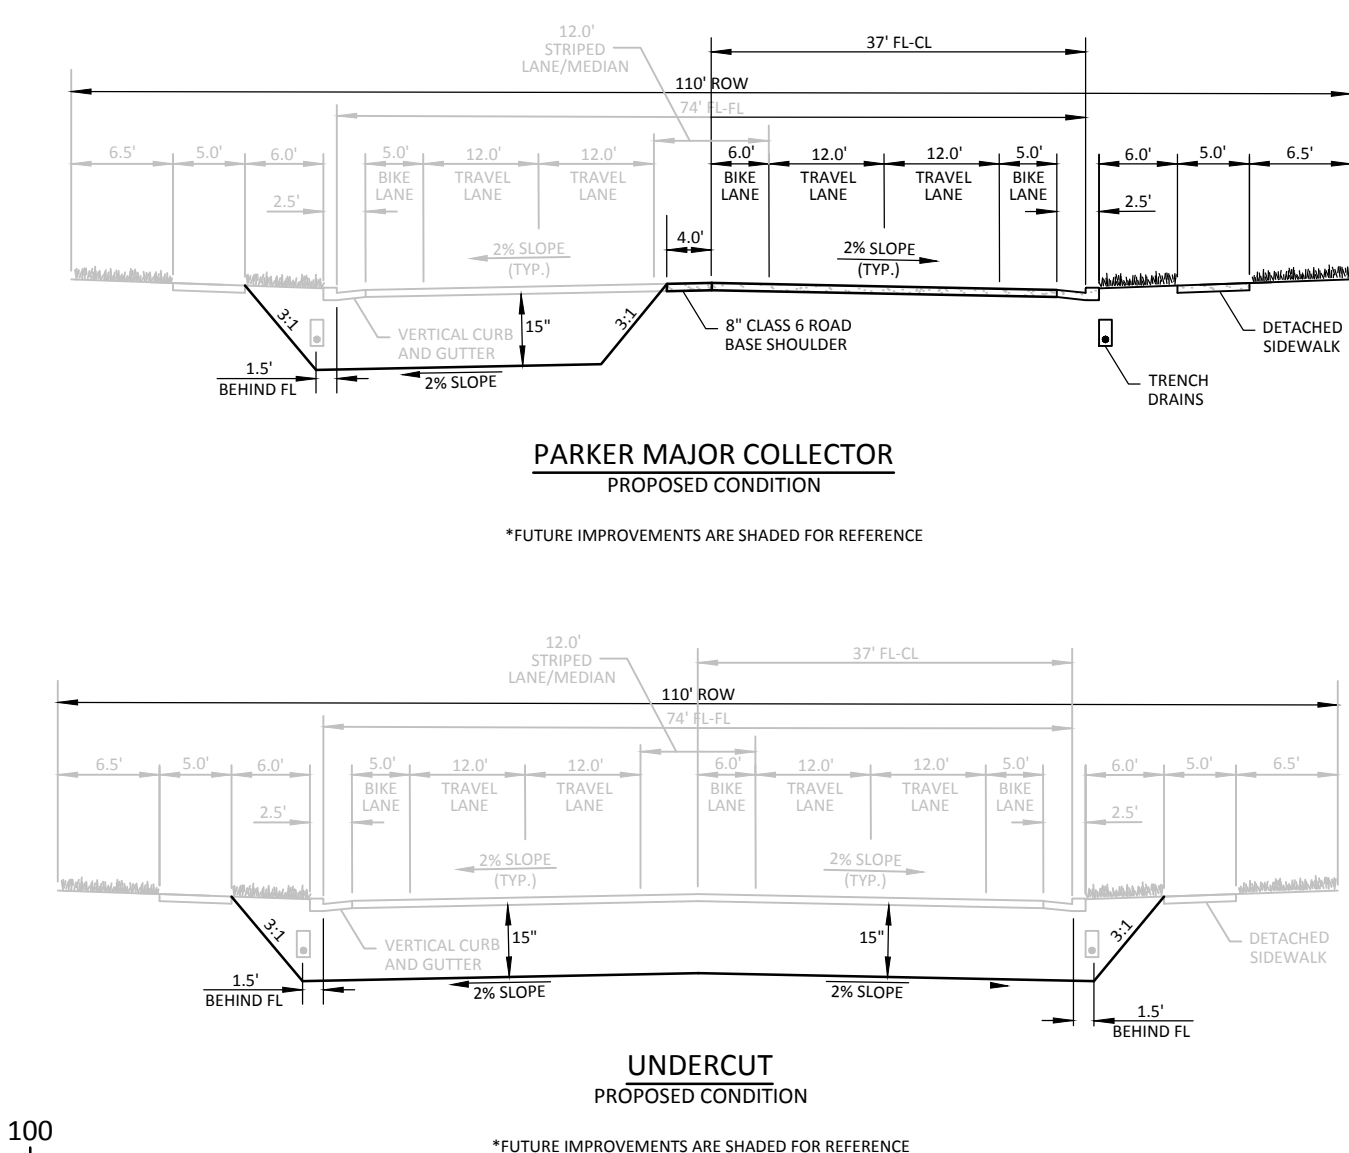 12.0'
STRIPED
LANE/MEDIAN
37' FL-CL
110' ROW
74' FL-FL
6.5' 5.0' 6.0' 5.0' 12.0' 12.0' 6.0' 12.0' 12.0' 5.0' 6.0' 5.0' 6.5'
BIKE TRAVEL TRAVEL BIKE TRAVEL TRAVEL BIKE
LANE LANE LANE LANE LANE LANE LANE
2.5' 2.5'
4.0'
2% SLOPE 2% SLOPE
(TYP.) (TYP.)
3:1 15" 3:1
VERTICAL CURB
AND GUTTER
8" CLASS 6 ROAD
BASE SHOULDER
DETACHED
SIDEWALK
1.5'
BEHIND FL
2% SLOPE
TRENCH
DRAINS
PARKER MAJOR COLLECTOR
PROPOSED CONDITION
*FUTURE IMPROVEMENTS ARE SHADED FOR REFERENCE
12.0'
STRIPED
LANE/MEDIAN
37' FL-CL
110' ROW
74' FL-FL
6.5' 5.0' 6.0' 5.0' 12.0' 12.0' 6.0' 12.0' 12.0' 5.0' 6.0' 5.0' 6.5'
BIKE TRAVEL TRAVEL BIKE TRAVEL TRAVEL BIKE
LANE LANE LANE LANE LANE LANE LANE
2.5' 2.5'
2% SLOPE 2% SLOPE
(TYP.) (TYP.)
3:1 15" 15" 3:1
VERTICAL CURB
AND GUTTER
DETACHED
SIDEWALK
1.5'
BEHIND FL
2% SLOPE 2% SLOPE
1.5'
BEHIND FL
UNDERCUT
PROPOSED CONDITION
100
*FUTURE IMPROVEMENTS ARE SHADED FOR REFERENCE